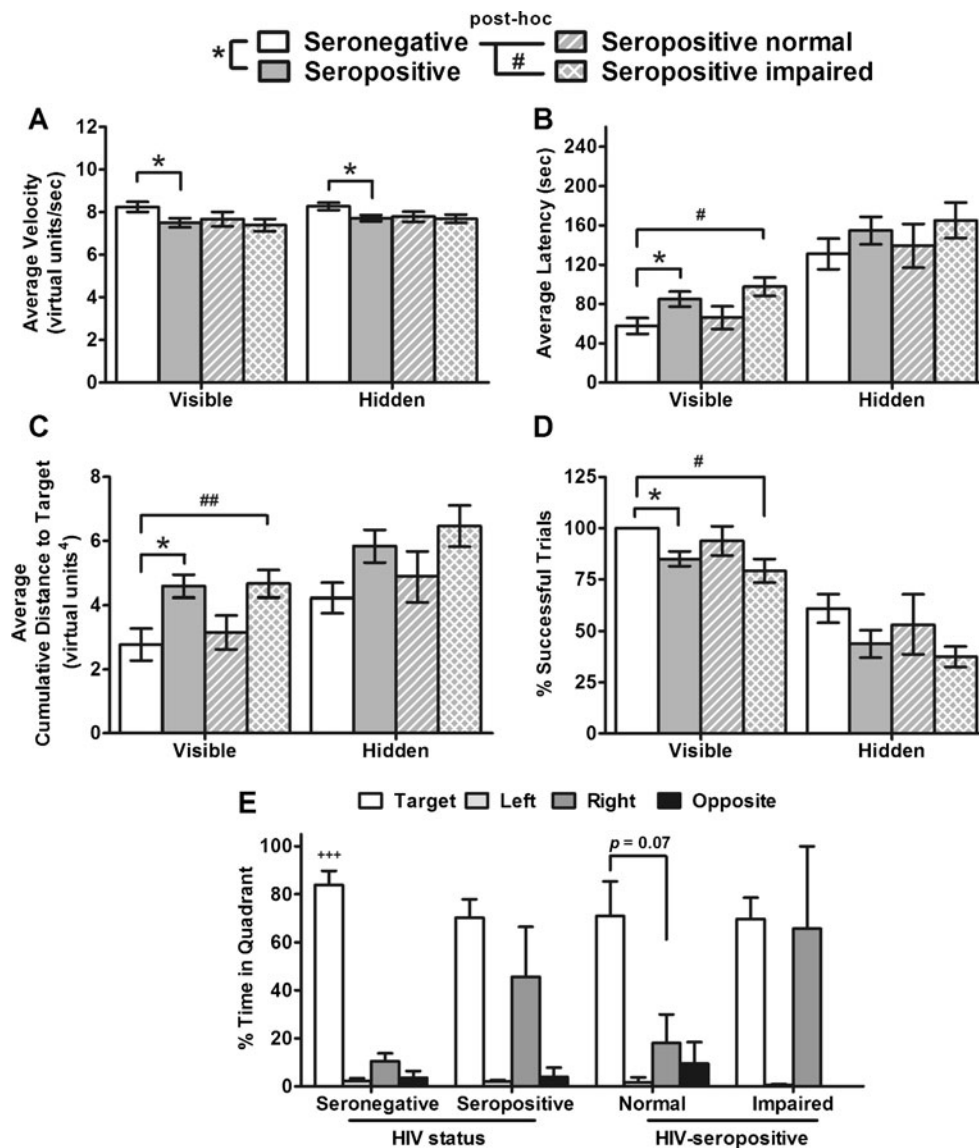 post-hoc
* Seronegative Seropositive normal
Seropositive # Seropositive impaired
A
Average Velocity
(virtual units/sec)
12
10
8
6
4
2
0
* *
Visible Hidden
B
Average Latency (sec)
240
200
160
120
80
40
0
#
*
Visible Hidden
C
Average
Cumulative Distance to Target
(virtual units⁴)
8
6
4
2
0
##
*
Visible Hidden
D
% Successful Trials
125
100
75
50
25
0
#
*
Visible Hidden
E
Target Left Right Opposite
% Time in Quadrant
100
80
60
40
20
0
+++
p = 0.07
Seronegative Seropositive Normal Impaired
HIV status HIV-seropositive